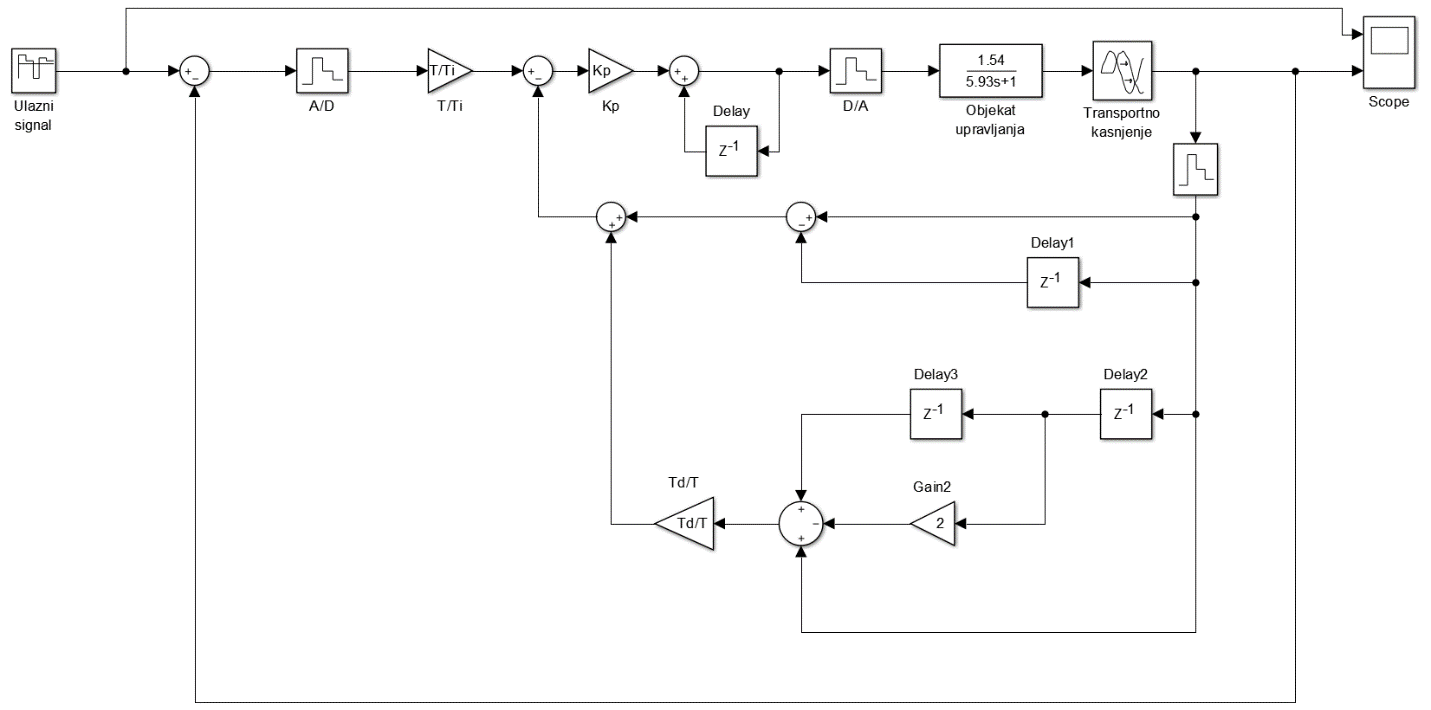 Ulazni
signal
+
−
A/D
T/Ti
T/Ti
+
−
Kp
Kp
+
+
Delay
Z-1
D/A
1.54
5.93s+1
Objekat
upravljanja
Transportno
kasnjenje
Scope
+
+
+
−
Delay1
Z-1
Delay3
Z-1
Delay2
Z-1
Td/T
Td/T
+
−
+
Gain2
2